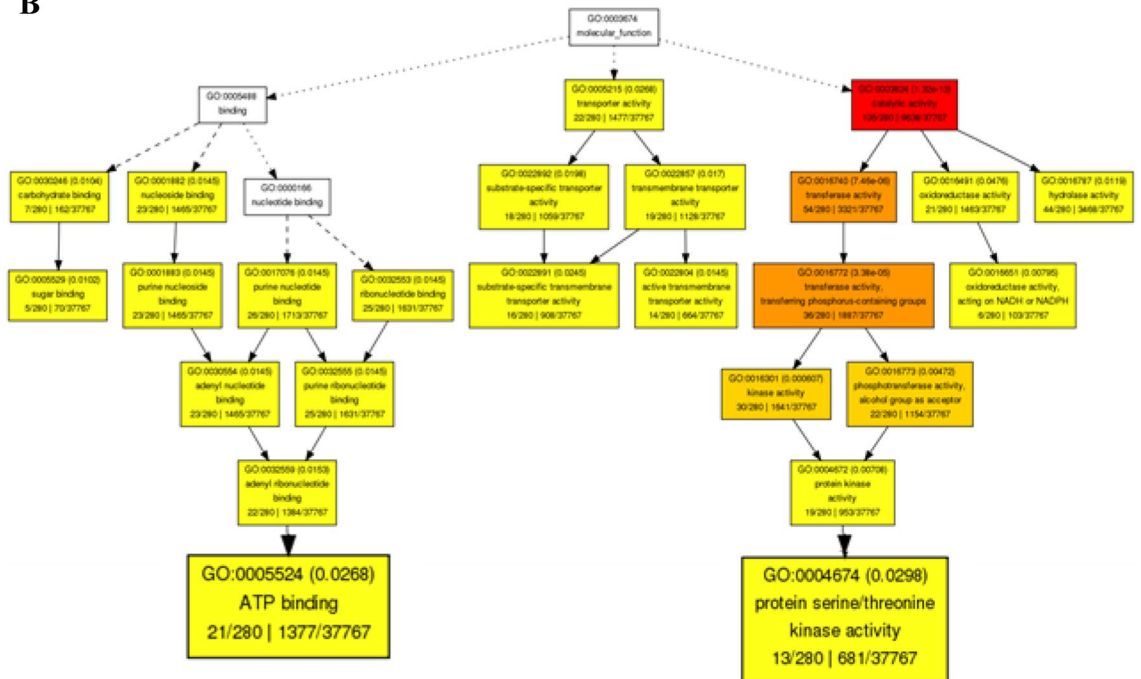 B
GO:0003674
molecular_function
GO:0005488
binding
GO:0005215 (0.0268)
transporter activity
22/280 | 1477/37767
GO:0003824 (1.32e-13)
catalytic activity
135/280 | 9838/37767
GO:0030246 (0.0104)
carbohydrate binding
7/280 | 162/37767
GO:0001882 (0.0145)
nucleoside binding
23/280 | 1465/37767
GO:0000166
nucleotide binding
GO:0022892 (0.0198)
substrate-specific transporter
activity
18/280 | 1059/37767
GO:0022857 (0.017)
transmembrane transporter
activity
19/280 | 1128/37767
GO:0016740 (7.46e-06)
transferase activity
54/280 | 3321/37767
GO:0016491 (0.0476)
oxidoreductase activity
21/280 | 1463/37767
GO:0016787 (0.0119)
hydrolase activity
44/280 | 3468/37767
GO:0005529 (0.0102)
sugar binding
5/280 | 70/37767
GO:0001883 (0.0145)
purine nucleoside
binding
23/280 | 1465/37767
GO:0017076 (0.0145)
purine nucleotide
binding
26/280 | 1713/37767
GO:0032553 (0.0145)
ribonucleotide binding
25/280 | 1631/37767
GO:0022891 (0.0245)
substrate-specific transmembrane
transporter activity
16/280 | 908/37767
GO:0022804 (0.0145)
active transmembrane
transporter activity
14/280 | 664/37767
GO:0016772 (3.38e-05)
transferase activity,
transferring phosphorus-containing groups
36/280 | 1887/37767
GO:0016651 (0.00795)
oxidoreductase activity,
acting on NADH or NADPH
6/280 | 103/37767
GO:0030554 (0.0145)
adenyl nucleotide
binding
23/280 | 1465/37767
GO:0032555 (0.0145)
purine ribonucleotide
binding
25/280 | 1631/37767
GO:0016301 (0.000607)
kinase activity
30/280 | 1641/37767
GO:0016773 (0.00472)
phosphotransferase activity,
alcohol group as acceptor
22/280 | 1154/37767
GO:0032559 (0.0153)
adenyl ribonucleotide
binding
22/280 | 1384/37767
GO:0004672 (0.00708)
protein kinase
activity
19/280 | 953/37767
GO:0005524 (0.0268)
ATP binding
21/280 | 1377/37767
GO:0004674 (0.0298)
protein serine/threonine
kinase activity
13/280 | 681/37767